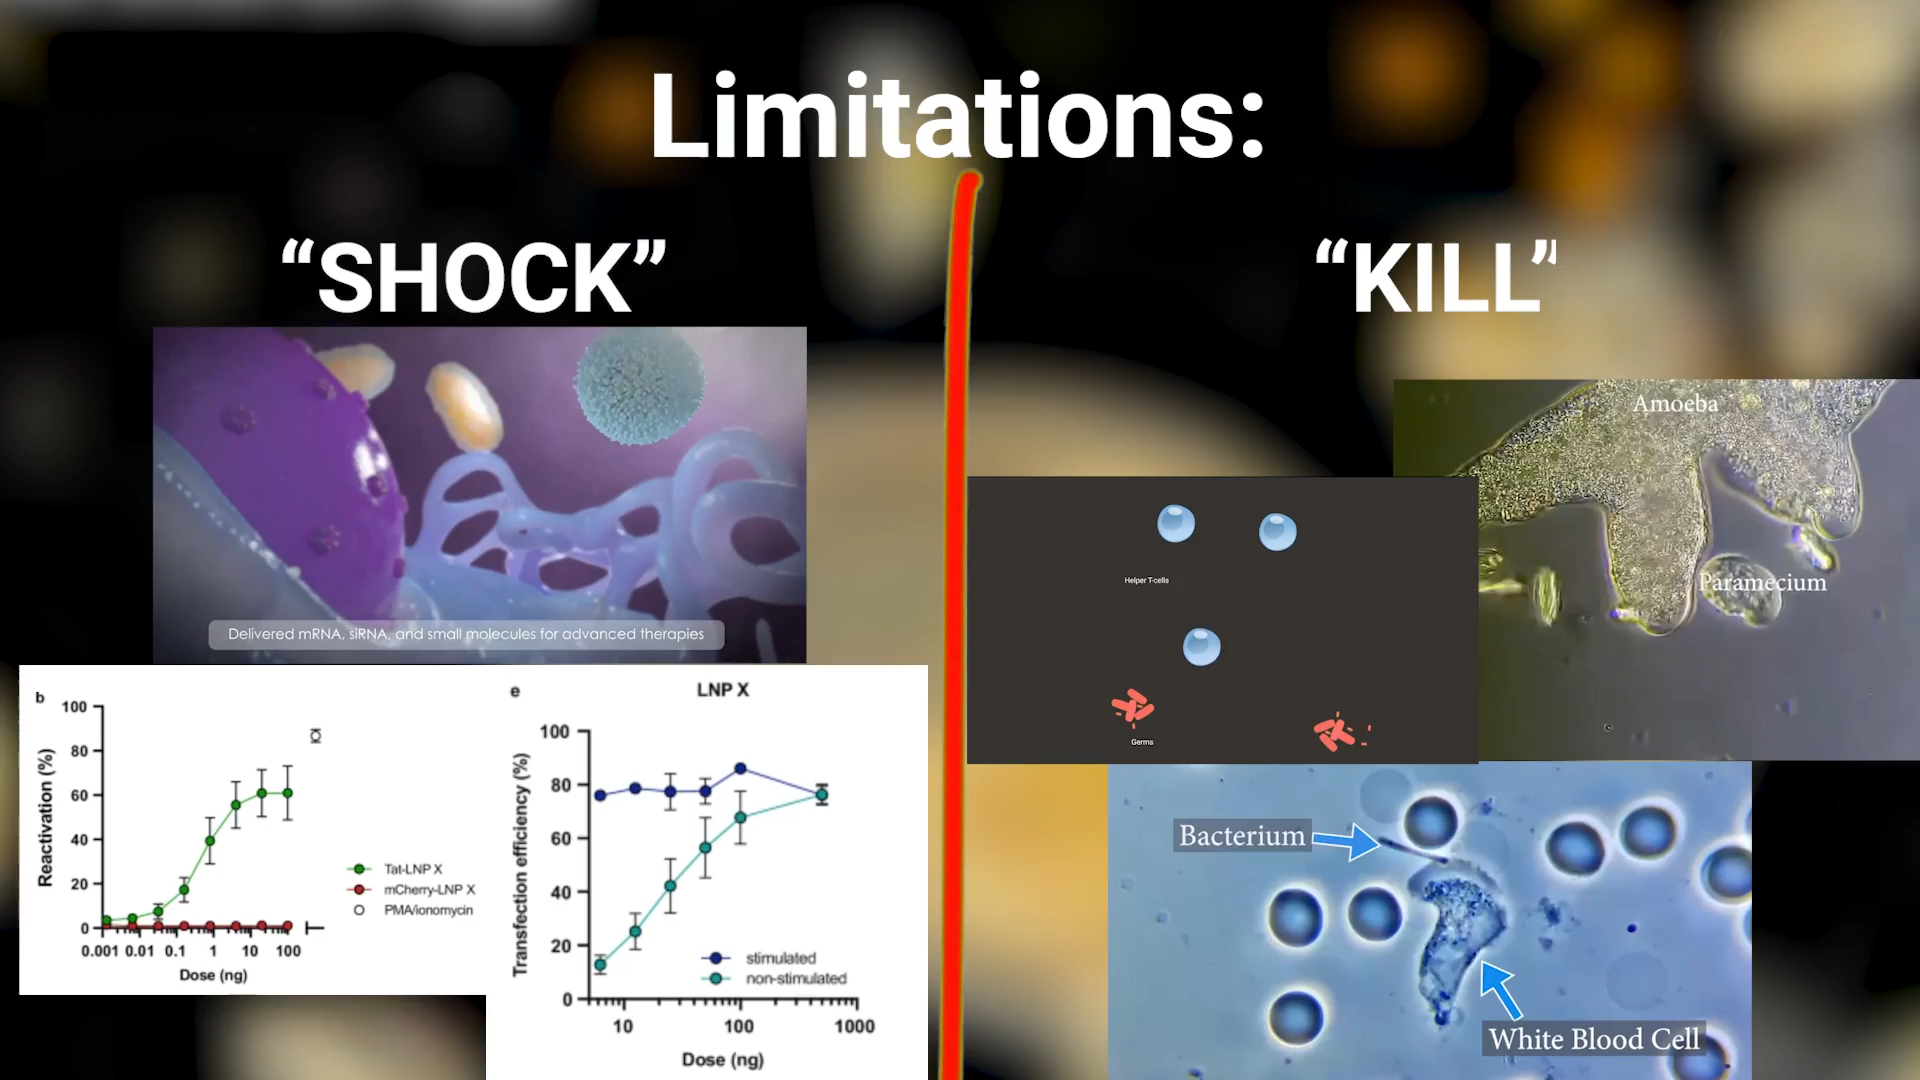 Limitations:
“SHOCK”
“KILL”
Delivered mRNA, siRNA, and small molecules for advanced therapies
b
100
80
60
40
20
0
Reactivation (%)
0.001 0.01 0.1 1 10 100
Dose (ng)
Tat-LNP X
mCherry-LNP X
PMA/ionomycin
e
LNP X
100
80
60
40
20
0
Transfection efficiency (%)
stimulated
non-stimulated
10 100 1000
Dose (ng)
Helper T-cells
Germs
Amoeba
Paramecium
Bacterium
White Blood Cell